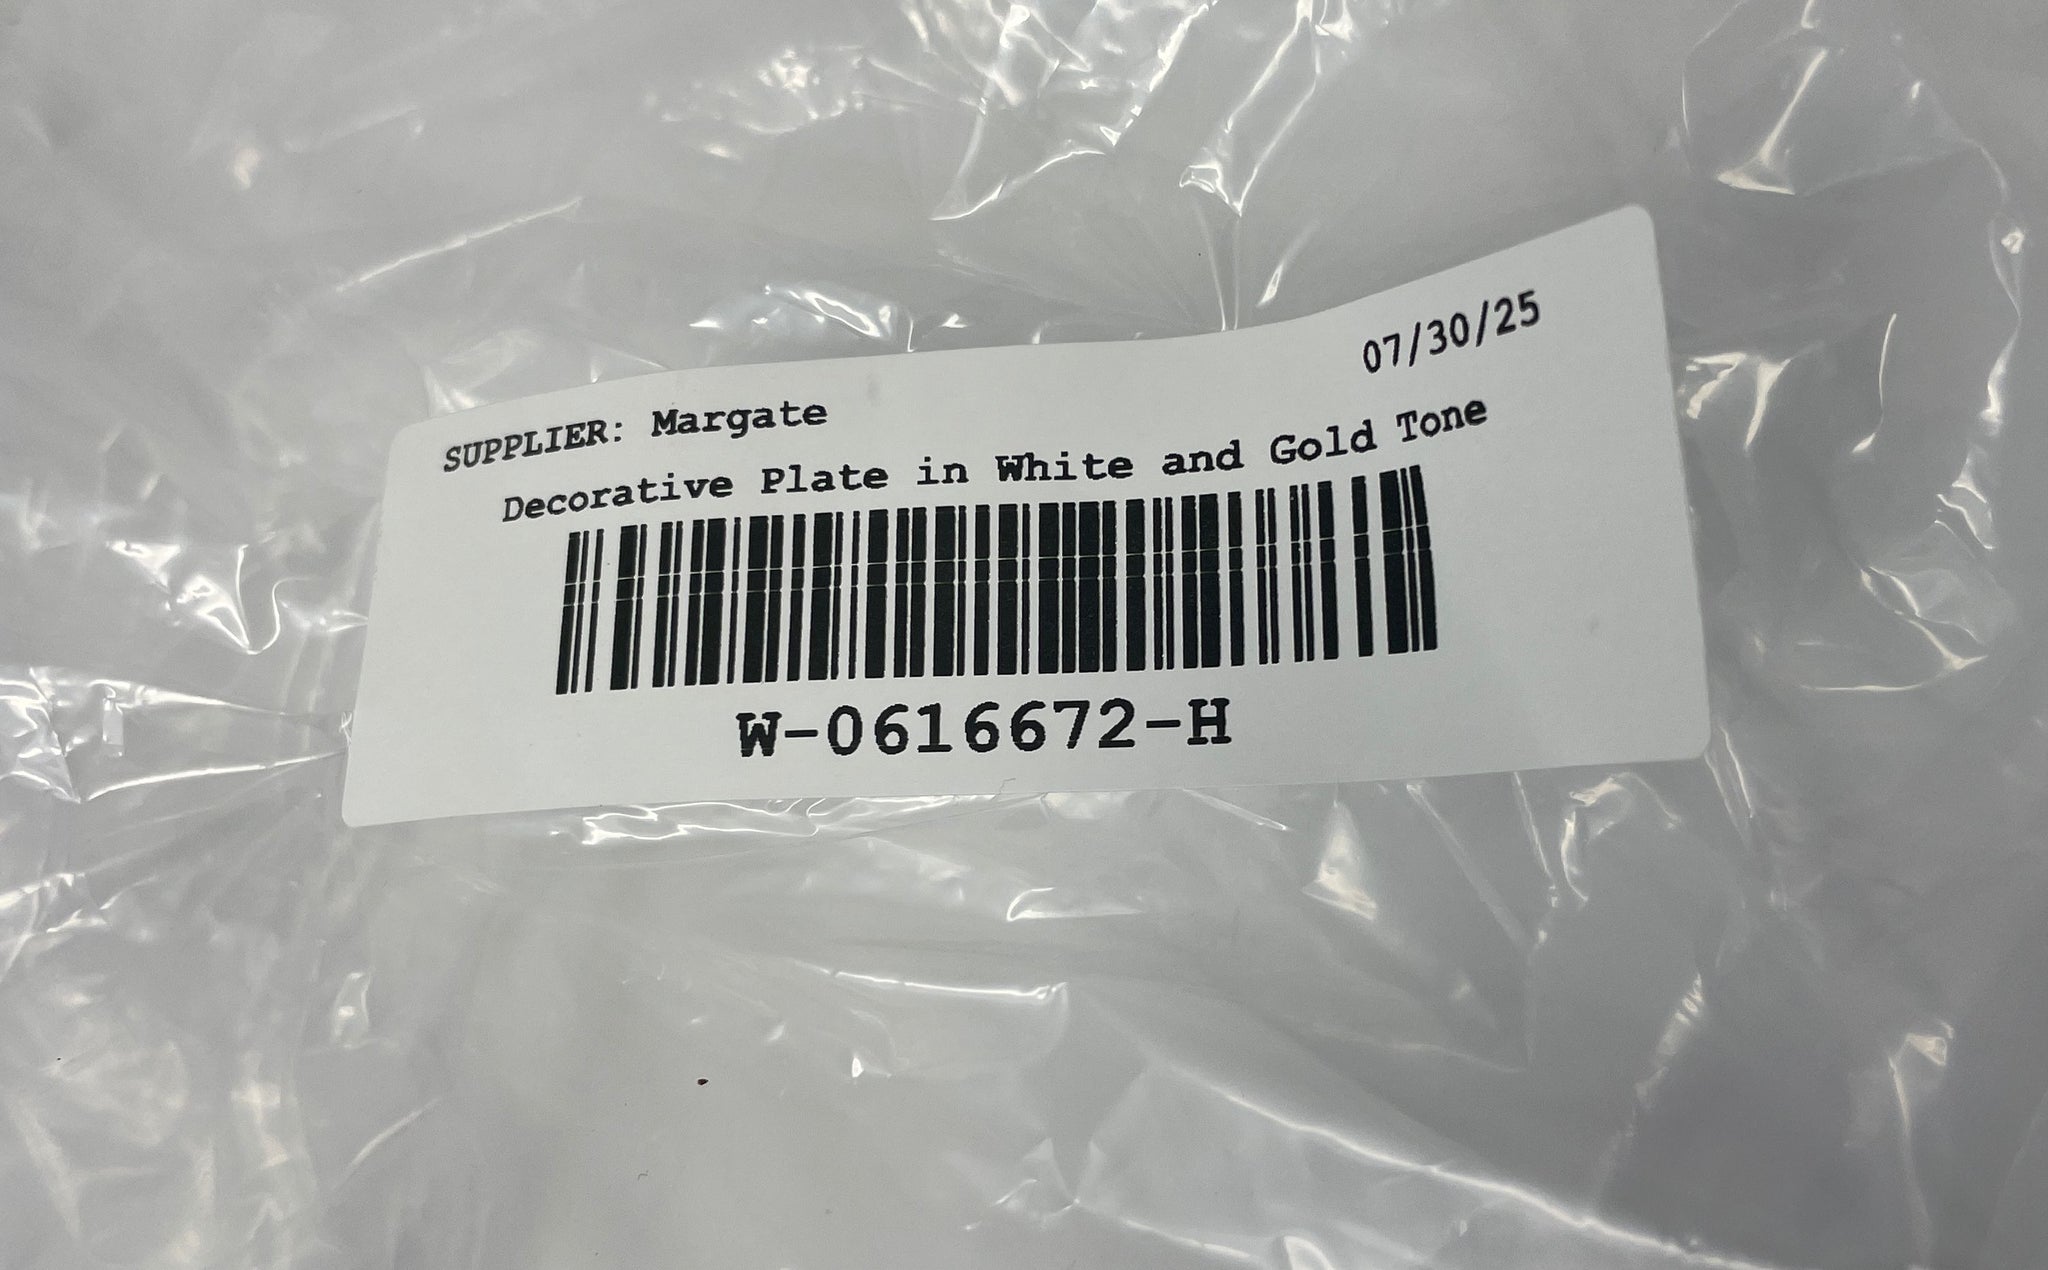 07/30/25
SUPPLIER: Margate
Decorative Plate in White and Gold Tone
W-0616672-H